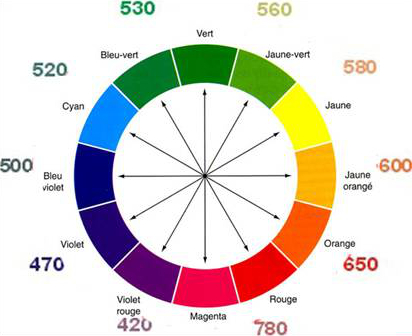 530
560
Vert
Bleu-vert
Jaune-vert
520
580
Cyan
Jaune
500
600
Bleu
violet
Jaune
orangé
Violet
Orange
470
650
Violet
rouge
Rouge
Magenta
420
780